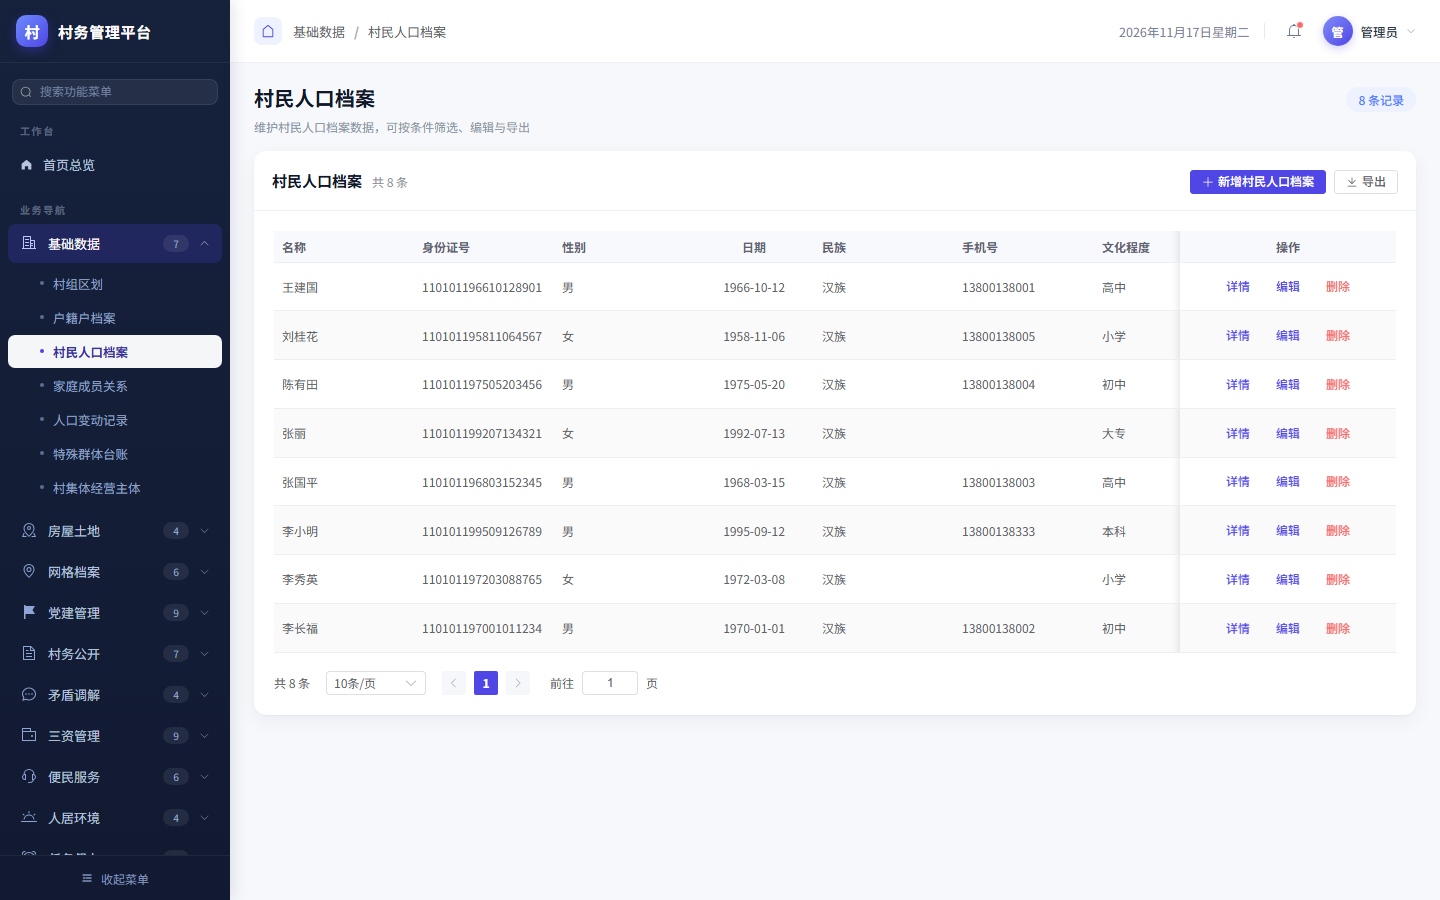 村 村务管理平台
搜索功能菜单
工作台
首页总览
业务导航
基础数据 7
村组区划
户籍户档案
村民人口档案
家庭成员关系
人口变动记录
特殊群体台账
村集体经营主体
房屋土地 4
网格档案 6
党建管理 9
村务公开 7
矛盾调解 4
三资管理 9
便民服务 6
人居环境 4
收起菜单
基础数据 / 村民人口档案
2026年11月17日星期二
管 管理员
村民人口档案
8 条记录
维护村民人口档案数据，可按条件筛选、编辑与导出
村民人口档案 共 8 条
新增村民人口档案 导出
名称 身份证号 性别 日期 民族 手机号 文化程度 操作
王建国 110101196610128901 男 1966-10-12 汉族 13800138001 高中 详情 编辑 删除
刘桂花 110101195811064567 女 1958-11-06 汉族 13800138005 小学 详情 编辑 删除
陈有田 110101197505203456 男 1975-05-20 汉族 13800138004 初中 详情 编辑 删除
张丽 110101199207134321 女 1992-07-13 汉族 大专 详情 编辑 删除
张国平 110101196803152345 男 1968-03-15 汉族 13800138003 高中 详情 编辑 删除
李小明 110101199509126789 男 1995-09-12 汉族 13800138333 本科 详情 编辑 删除
李秀英 110101197203088765 女 1972-03-08 汉族 小学 详情 编辑 删除
李长福 110101197001011234 男 1970-01-01 汉族 13800138002 初中 详情 编辑 删除
共 8 条 10条/页 1 前往 1 页